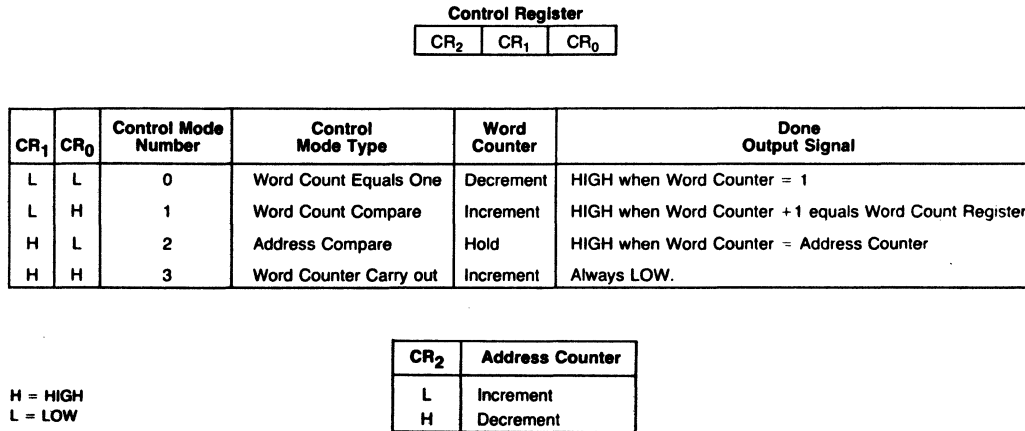 Control Register
CR2 CR1 CR0
CR1 CR0 Control Mode Number Control Mode Type Word Counter Done Output Signal
L L 0 Word Count Equals One Decrement HIGH when Word Counter = 1
L H 1 Word Count Compare Increment HIGH when Word Counter +1 equals Word Count Register
H L 2 Address Compare Hold HIGH when Word Counter = Address Counter
H H 3 Word Counter Carry out Increment Always LOW.
CR2 Address Counter
L Increment
H Decrement
H = HIGH
L = LOW